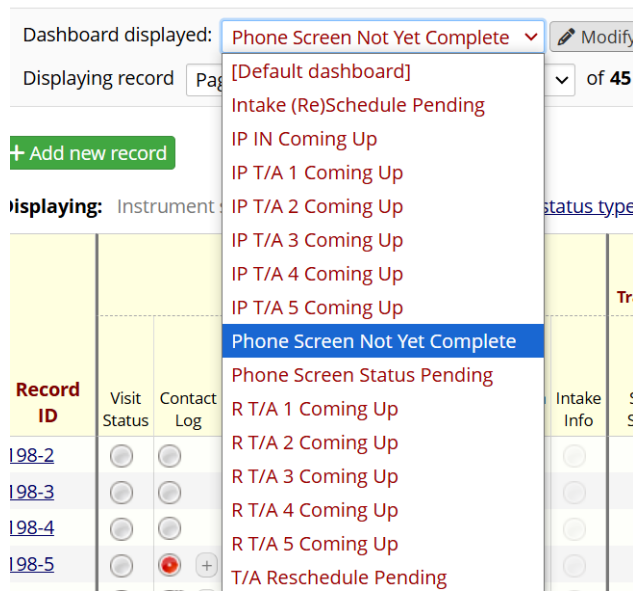 Dashboard displayed: Phone Screen Not Yet Complete Modify
Displaying record of 45
[Default dashboard]
Intake (Re)Schedule Pending
IP IN Coming Up
IP T/A 1 Coming Up
IP T/A 2 Coming Up
IP T/A 3 Coming Up
IP T/A 4 Coming Up
IP T/A 5 Coming Up
Phone Screen Not Yet Complete
Phone Screen Status Pending
R T/A 1 Coming Up
R T/A 2 Coming Up
R T/A 3 Coming Up
R T/A 4 Coming Up
R T/A 5 Coming Up
T/A Reschedule Pending
+ Add new record
Displaying: Instrument status type
Record
ID
Visit
Status
Contact
Log
Intake
Info
198-2
198-3
198-4
198-5 +